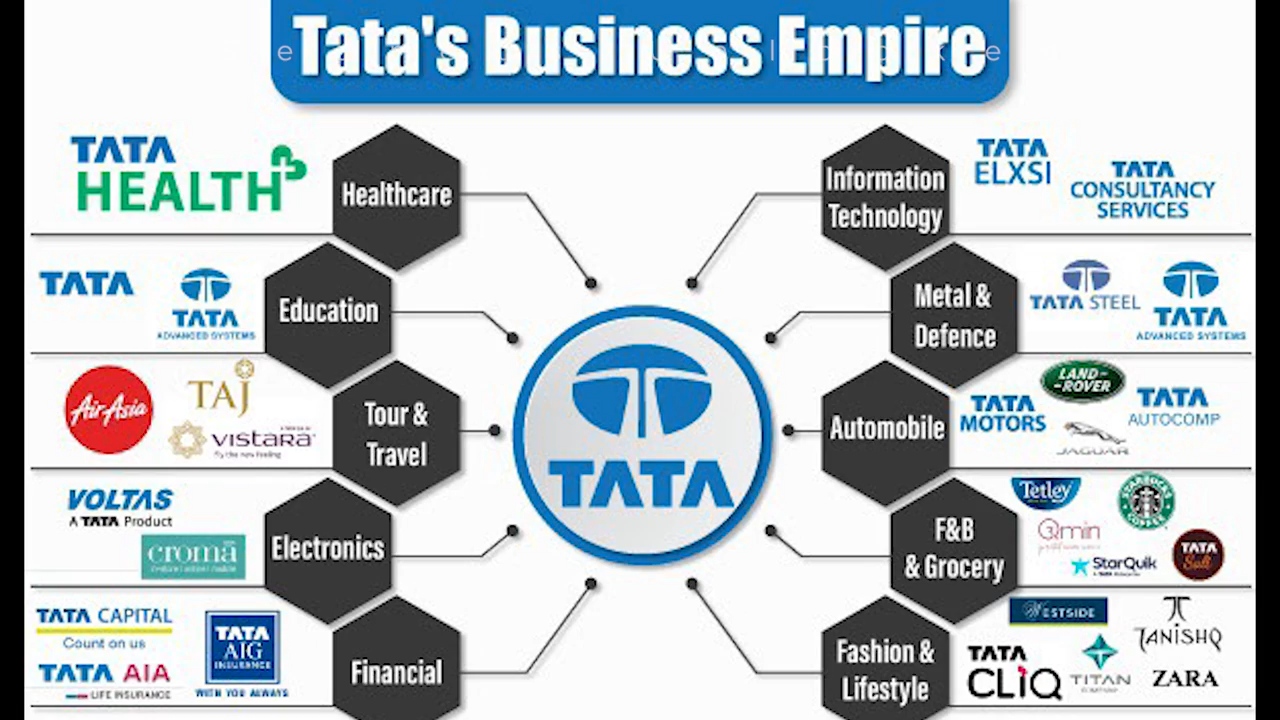 Tata's Business Empire
TATA
HEALTH
Healthcare
Information
Technology
TATA
ELXSI
TATA
CONSULTANCY
SERVICES
TATA
TATA
ADVANCED SYSTEMS
Education
Metal &
Defence
TATA STEEL
TATA
ADVANCED SYSTEMS
AirAsia
TAJ
VISTARA
fly the new feeling
Tour &
Travel
TATA
Automobile
TATA
MOTORS
LAND-
-ROVER
JAGUAR
TATA
AUTOCOMP
VOLTAS
A TATA Product
croma
Electronics
F&B
& Grocery
Tetley
STARBUCKS
COFFEE
Qmin
StarQuik
TATA
Salt
TATA CAPITAL
Count on us
TATA AIA
LIFE INSURANCE
TATA
AIG
INSURANCE
WITH YOU ALWAYS
Financial
Fashion &
Lifestyle
WESTSIDE
TANISHQ
TATA
CLiQ
TITAN
COMPANY
ZARA